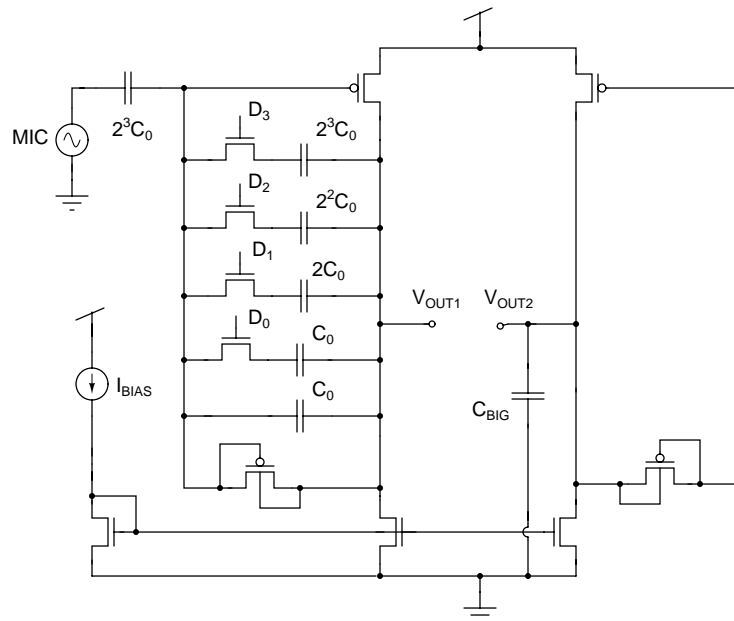 D₃
2³C₀
2³C₀
MIC
D₂
2²C₀
D₁
2C₀
V_OUT1
V_OUT2
D₀
C₀
I_BIAS
C₀
C_BIG